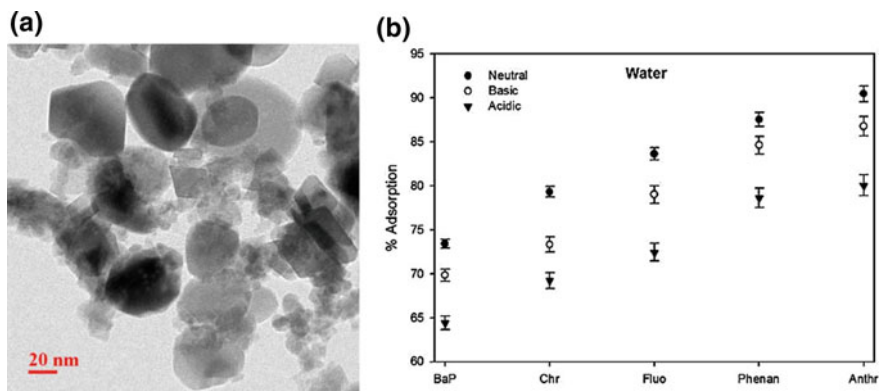 (a)
20 nm
(b)
Water
Neutral
Basic
Acidic
% Adsorption
95
90
85
80
75
70
65
60
BaP Chr Fluo Phenan Anthr